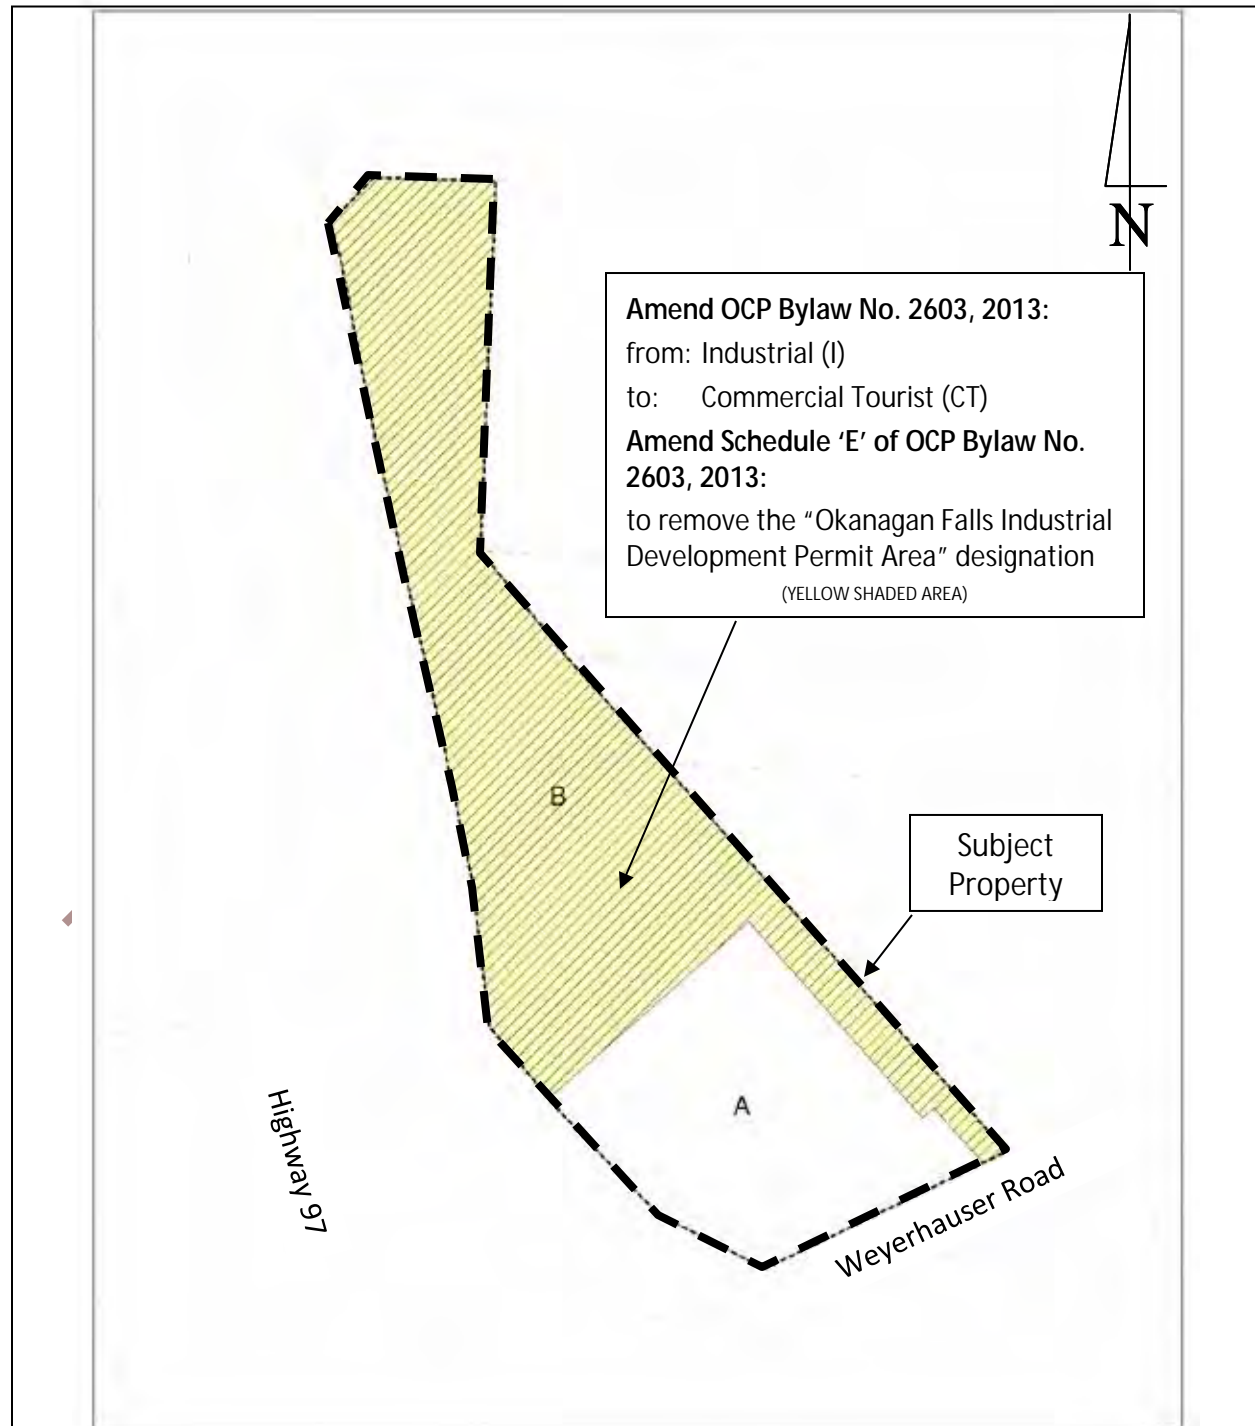 N
Amend OCP Bylaw No. 2603, 2013:
from: Industrial (I)
to: Commercial Tourist (CT)
Amend Schedule ‘E’ of OCP Bylaw No.
2603, 2013:
to remove the “Okanagan Falls Industrial
Development Permit Area” designation
(YELLOW SHADED AREA)
B
Subject
Property
A
Highway 97
Weyerhauser Road